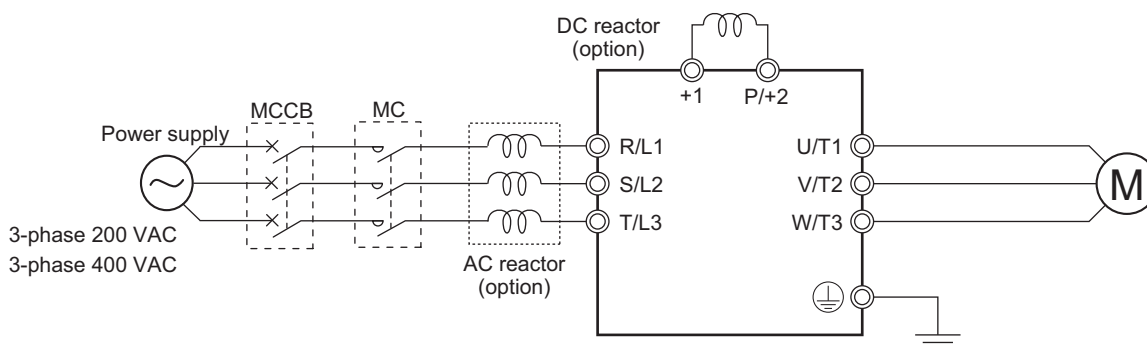 DC reactor
(option)
+1
P/+2
MCCB
MC
Power supply
R/L1
U/T1
S/L2
V/T2
M
T/L3
W/T3
3-phase 200 VAC
3-phase 400 VAC
AC reactor
(option)